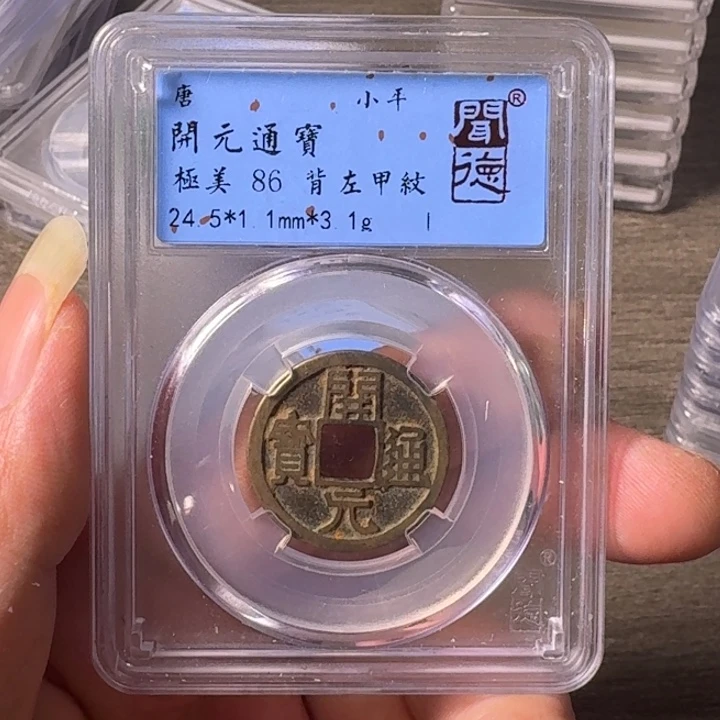 唐 小平
開元通寶
極美 86 背左甲紋
24.5*1.1mm*3.1g
聞德
®
開元通寶